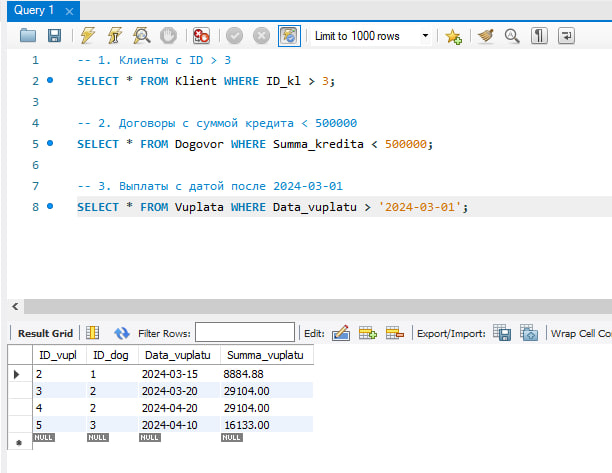 Query 1 ×
Limit to 1000 rows
1 -- 1. Клиенты с ID > 3
2 SELECT * FROM Klient WHERE ID_kl > 3;
3
4 -- 2. Договоры с суммой кредита < 500000
5 SELECT * FROM Dogovor WHERE Summa_kredita < 500000;
6
7 -- 3. Выплаты с датой после 2024-03-01
8 SELECT * FROM Vuplata WHERE Data_vuplatu > '2024-03-01';
Result Grid Filter Rows: Edit: Export/Import: Wrap Cell Co
ID_vupl ID_dog Data_vuplatu Summa_vuplatu
2 1 2024-03-15 8884.88
3 2 2024-03-20 29104.00
4 2 2024-04-20 29104.00
5 3 2024-04-10 16133.00
NULL NULL NULL NULL